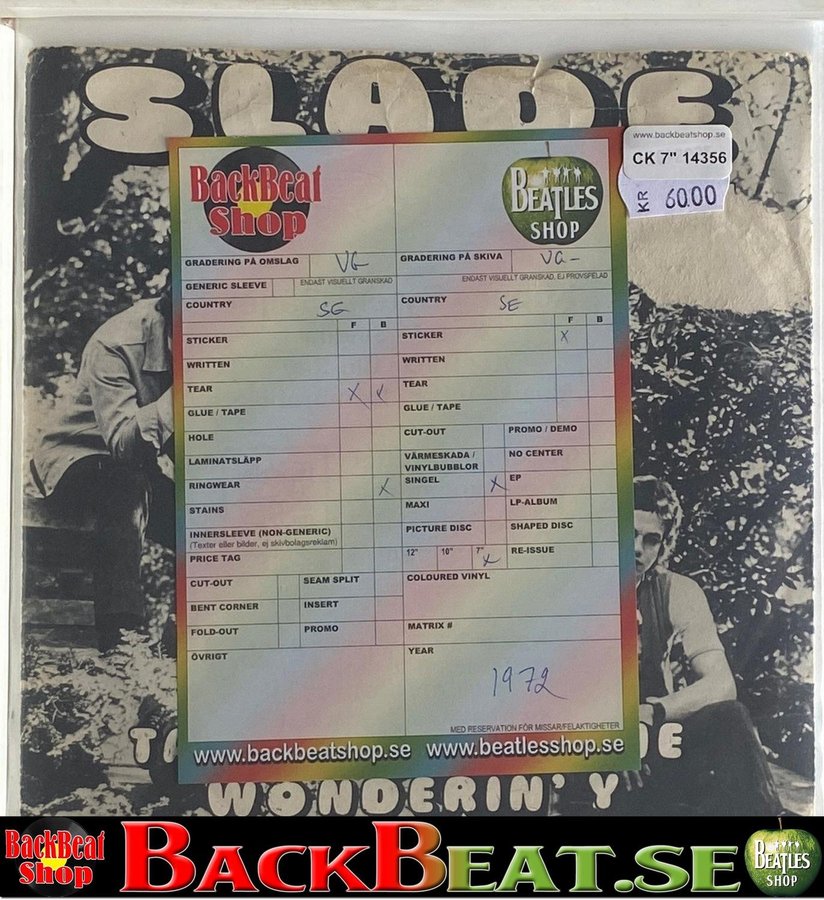 SLADE
www.backbeatshop.se
CK 7" 14356
KR 60.00
BackBeat
Shop
BEATLES
SHOP
GRADERING PÅ OMSLAG VG
ENDAST VISUELLT GRANSKAD
GRADERING PÅ SKIVA VG-
ENDAST VISUELLT GRANSKAD, EJ PROVSPELAD
GENERIC SLEEVE
COUNTRY SE
COUNTRY SE
F B
F B
STICKER
STICKER X
WRITTEN
WRITTEN
TEAR X X
TEAR
GLUE / TAPE
GLUE / TAPE
HOLE
CUT-OUT
PROMO / DEMO
LAMINATSLÄPP
VÄRMESKADA /
VINYLBUBBLOR
NO CENTER
RINGWEAR X
SINGEL X
EP
STAINS
MAXI
LP-ALBUM
INNERSLEEVE (NON-GENERIC)
(Texter eller bilder, ej skivbolagsreklam)
PICTURE DISC
SHAPED DISC
PRICE TAG
12" 10" 7" X
RE-ISSUE
CUT-OUT
SEAM SPLIT
COLOURED VINYL
BENT CORNER
INSERT
FOLD-OUT
PROMO
MATRIX #
ÖVRIGT
YEAR
1972
MED RESERVATION FÖR MISSAR/FELAKTIGHETER
www.backbeatshop.se www.beatlesshop.se
WONDERIN' Y
BackBeat
Shop
BACKBEAT.SE
BEATLES
SHOP